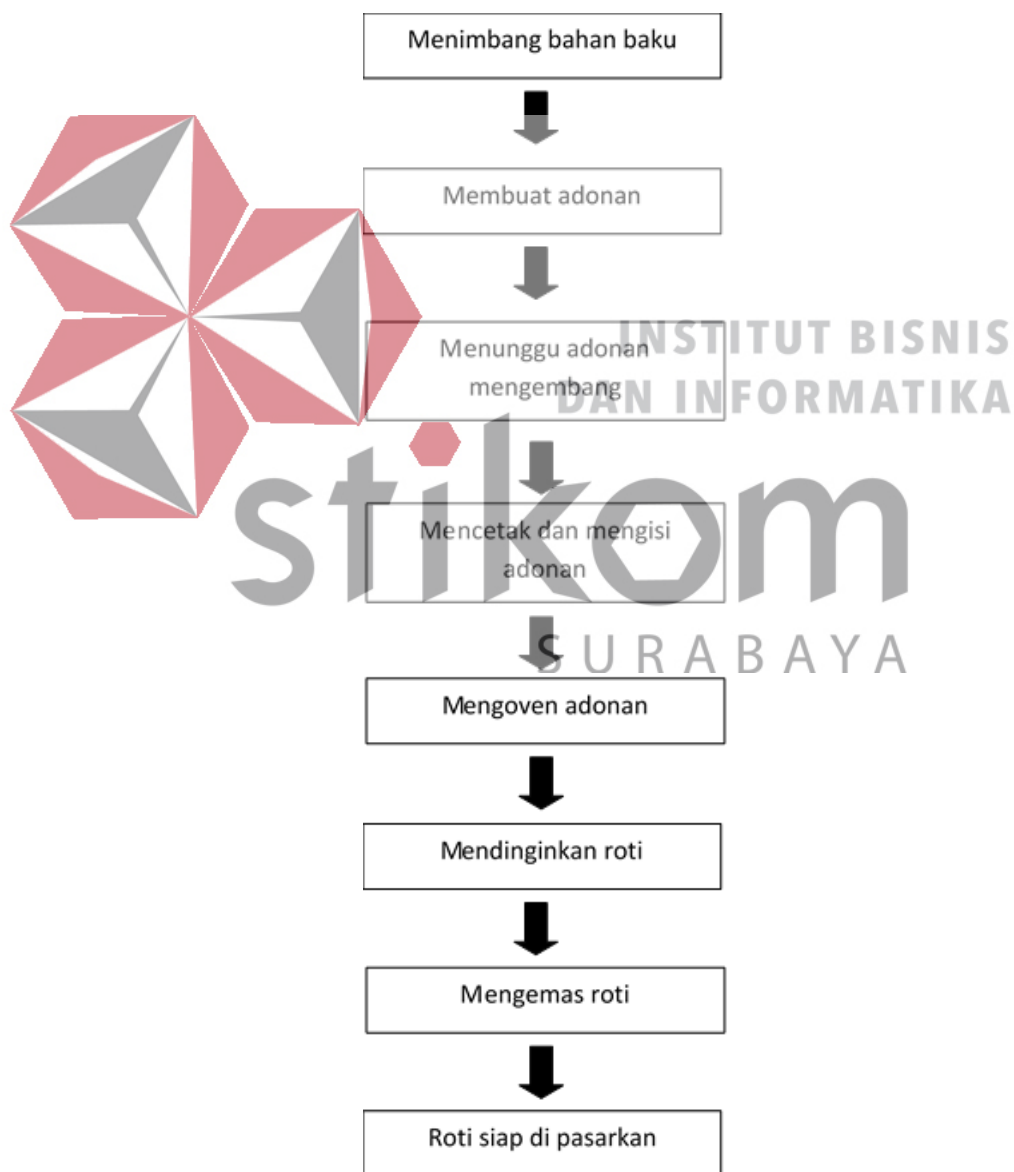 Menimbang bahan baku
Membuat adonan
Menunggu adonan
mengembang
INSTITUT BISNIS
DAN INFORMATIKA
stikom
Mencetak dan mengisi
adonan
SURABAYA
Mengoven adonan
Mendinginkan roti
Mengemas roti
Roti siap di pasarkan